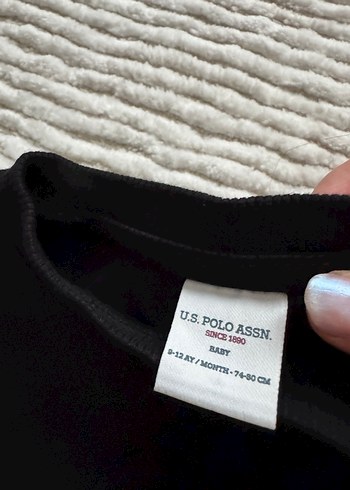 U.S. POLO ASSN.
SINCE 1890
BABY
9-12 AY / MONTH - 74-80 CM